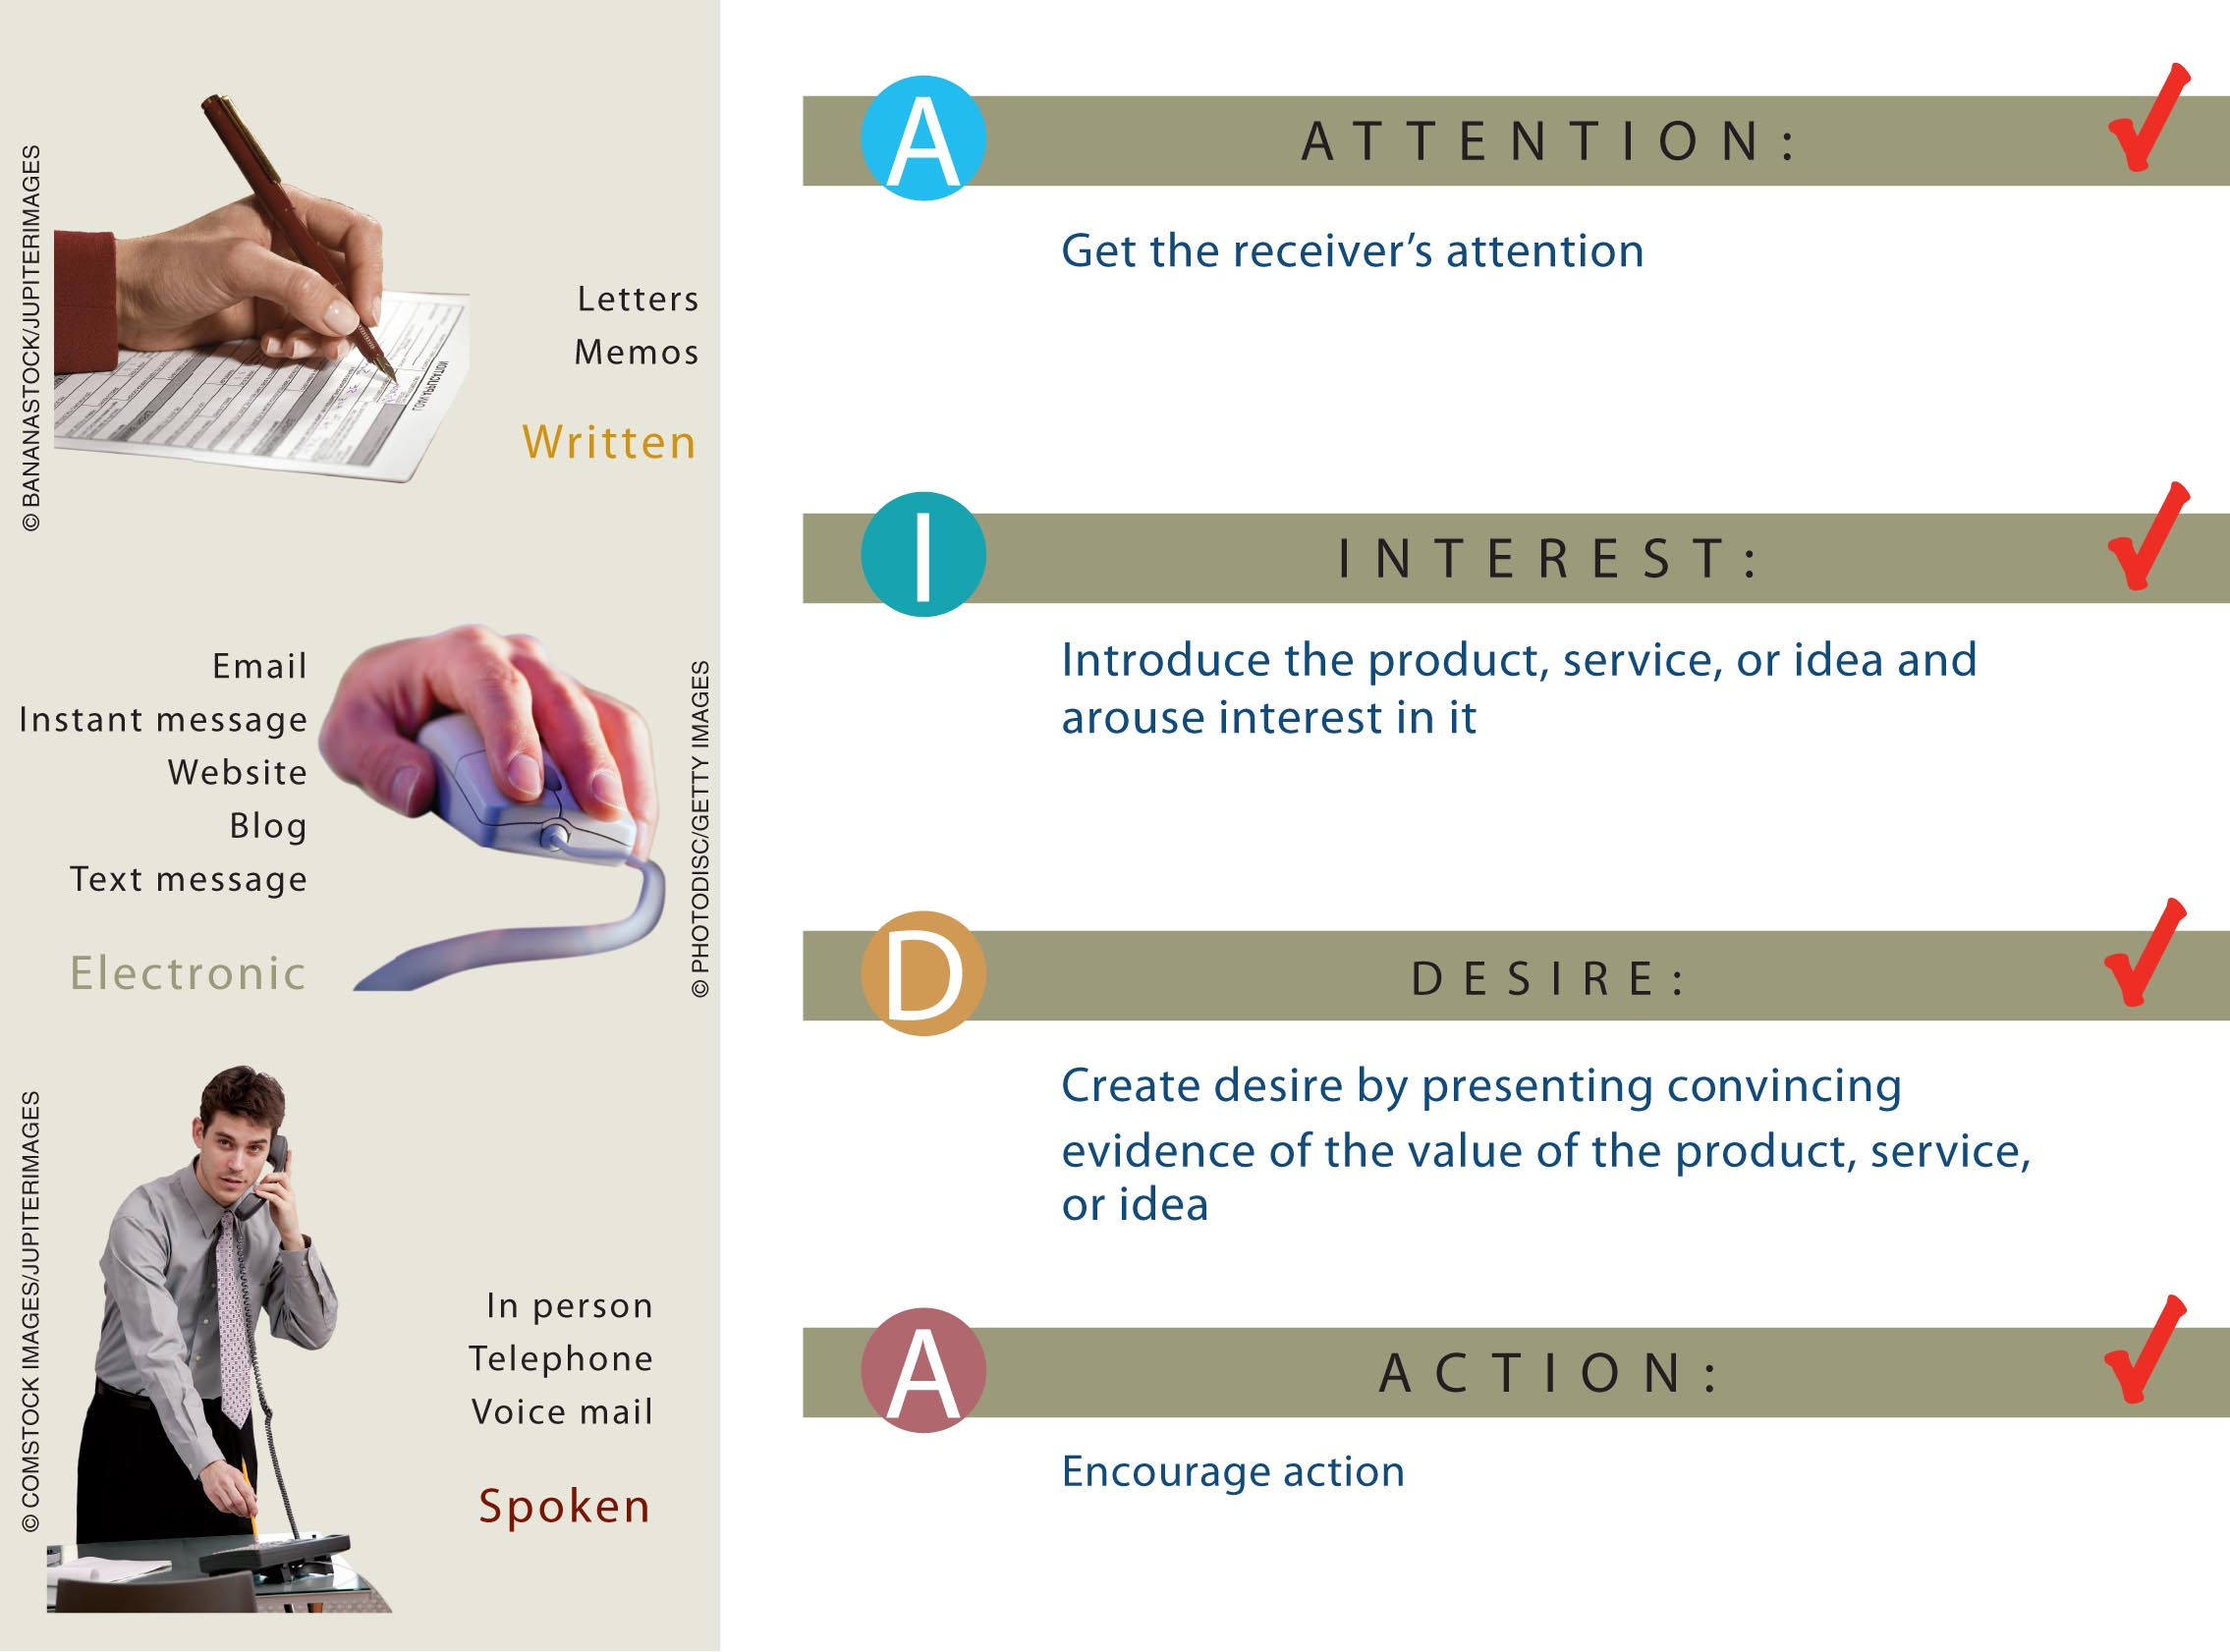 © BANANASTOCK/JUPITERIMAGES
Letters
Memos
Written
Email
Instant message
Website
Blog
Text message
Electronic
© PHOTODISC/GETTY IMAGES
© COMSTOCK IMAGES/JUPITERIMAGES
In person
Telephone
Voice mail
Spoken
A
ATTENTION:
Get the receiver’s attention
I
INTEREST:
Introduce the product, service, or idea and
arouse interest in it
D
DESIRE:
Create desire by presenting convincing
evidence of the value of the product, service,
or idea
A
ACTION:
Encourage action